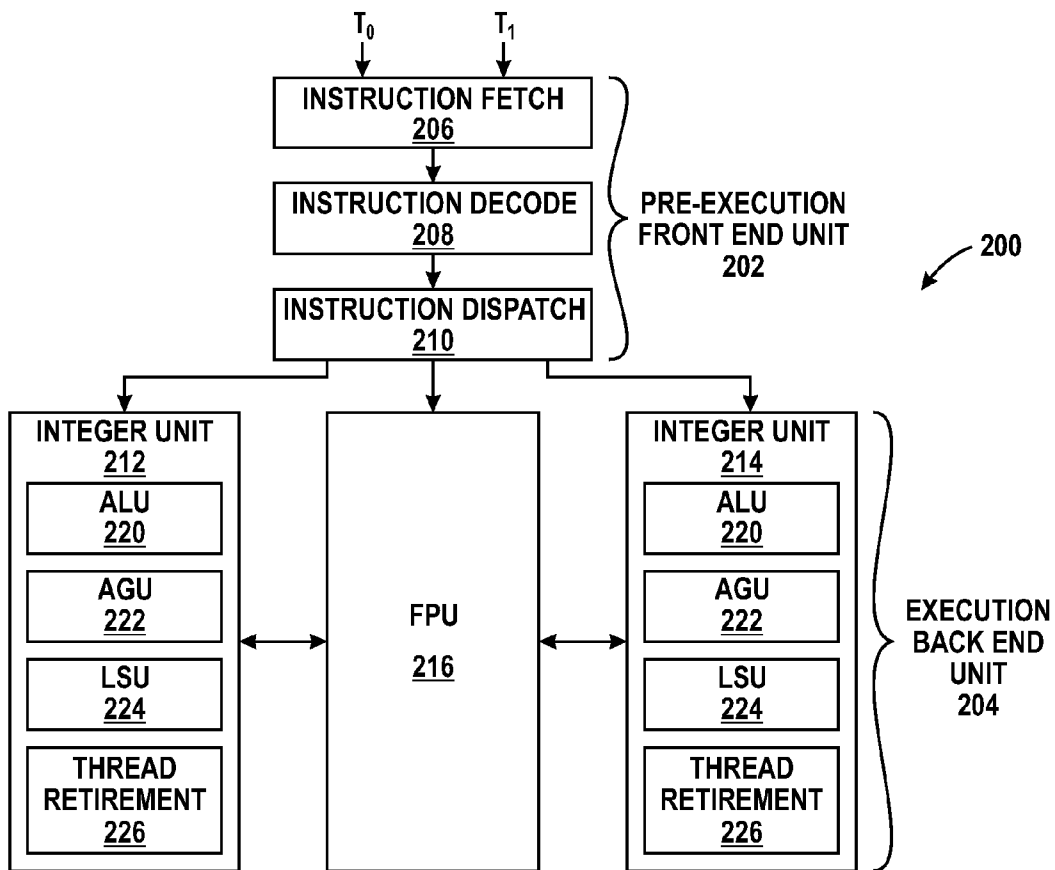 T0 T1
INSTRUCTION FETCH
206
INSTRUCTION DECODE
208
INSTRUCTION DISPATCH
210
PRE-EXECUTION
FRONT END UNIT
202
200
INTEGER UNIT
212
ALU
220
AGU
222
LSU
224
THREAD
RETIREMENT
226
FPU
216
INTEGER UNIT
214
ALU
220
AGU
222
LSU
224
THREAD
RETIREMENT
226
EXECUTION
BACK END
UNIT
204